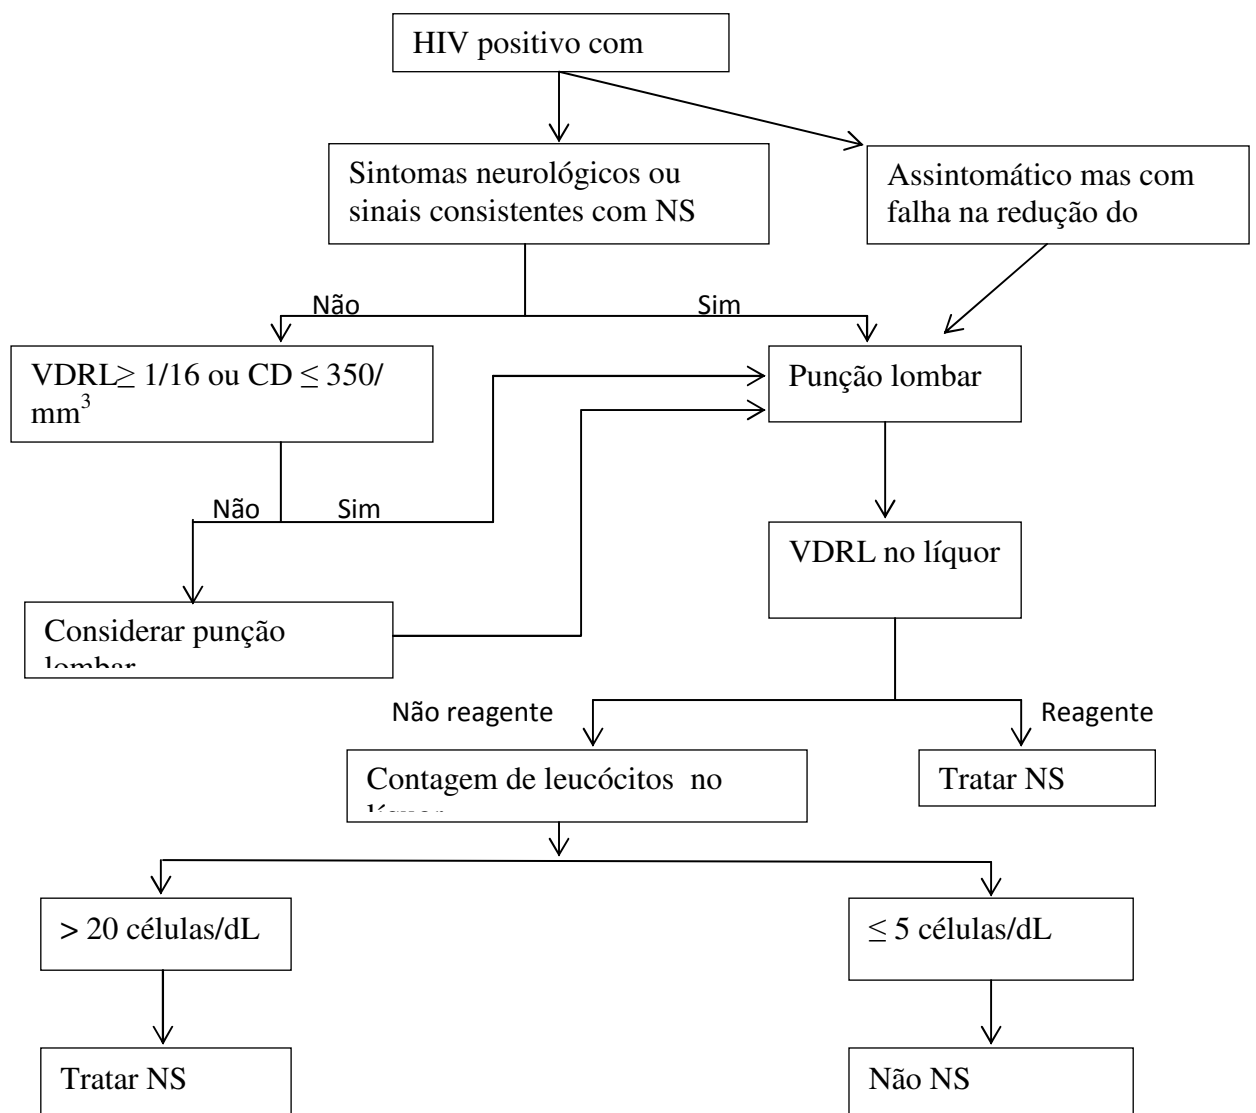 HIV positivo com
Sintomas neurológicos ou
sinais consistentes com NS
Assintomático mas com
falha na redução do
Não
Sim
VDRL≥ 1/16 ou CD ≤ 350/
mm³
Punção lombar
Não
Sim
VDRL no líquor
Considerar punção
lombar
Não reagente
Reagente
Contagem de leucócitos no
líquor
Tratar NS
> 20 células/dL
≤ 5 células/dL
Tratar NS
Não NS